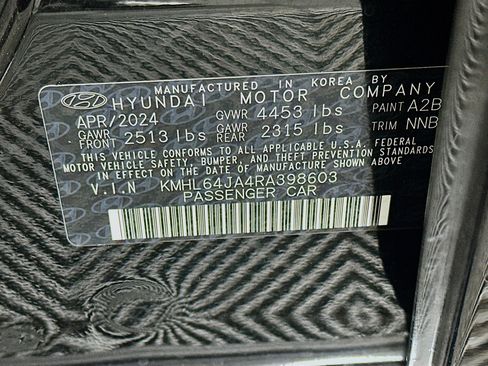 MANUFACTURED IN KOREA BY
HYUNDAI MOTOR COMPANY
APR/2024 GVWR 4453 lbs PAINT A2B
GAWR FRONT 2513 lbs GAWR REAR 2315 lbs TRIM NNB
THIS VEHICLE CONFORMS TO ALL APPLICABLE FEDERAL
MOTOR VEHICLE SAFETY, BUMPER, AND THEFT PREVENTION STANDARDS
IN EFFECT ON THE DATE OF MANUFACTURE SHOWN ABOVE.
V.I.N KMHL64JA4RA398603
PASSENGER CAR